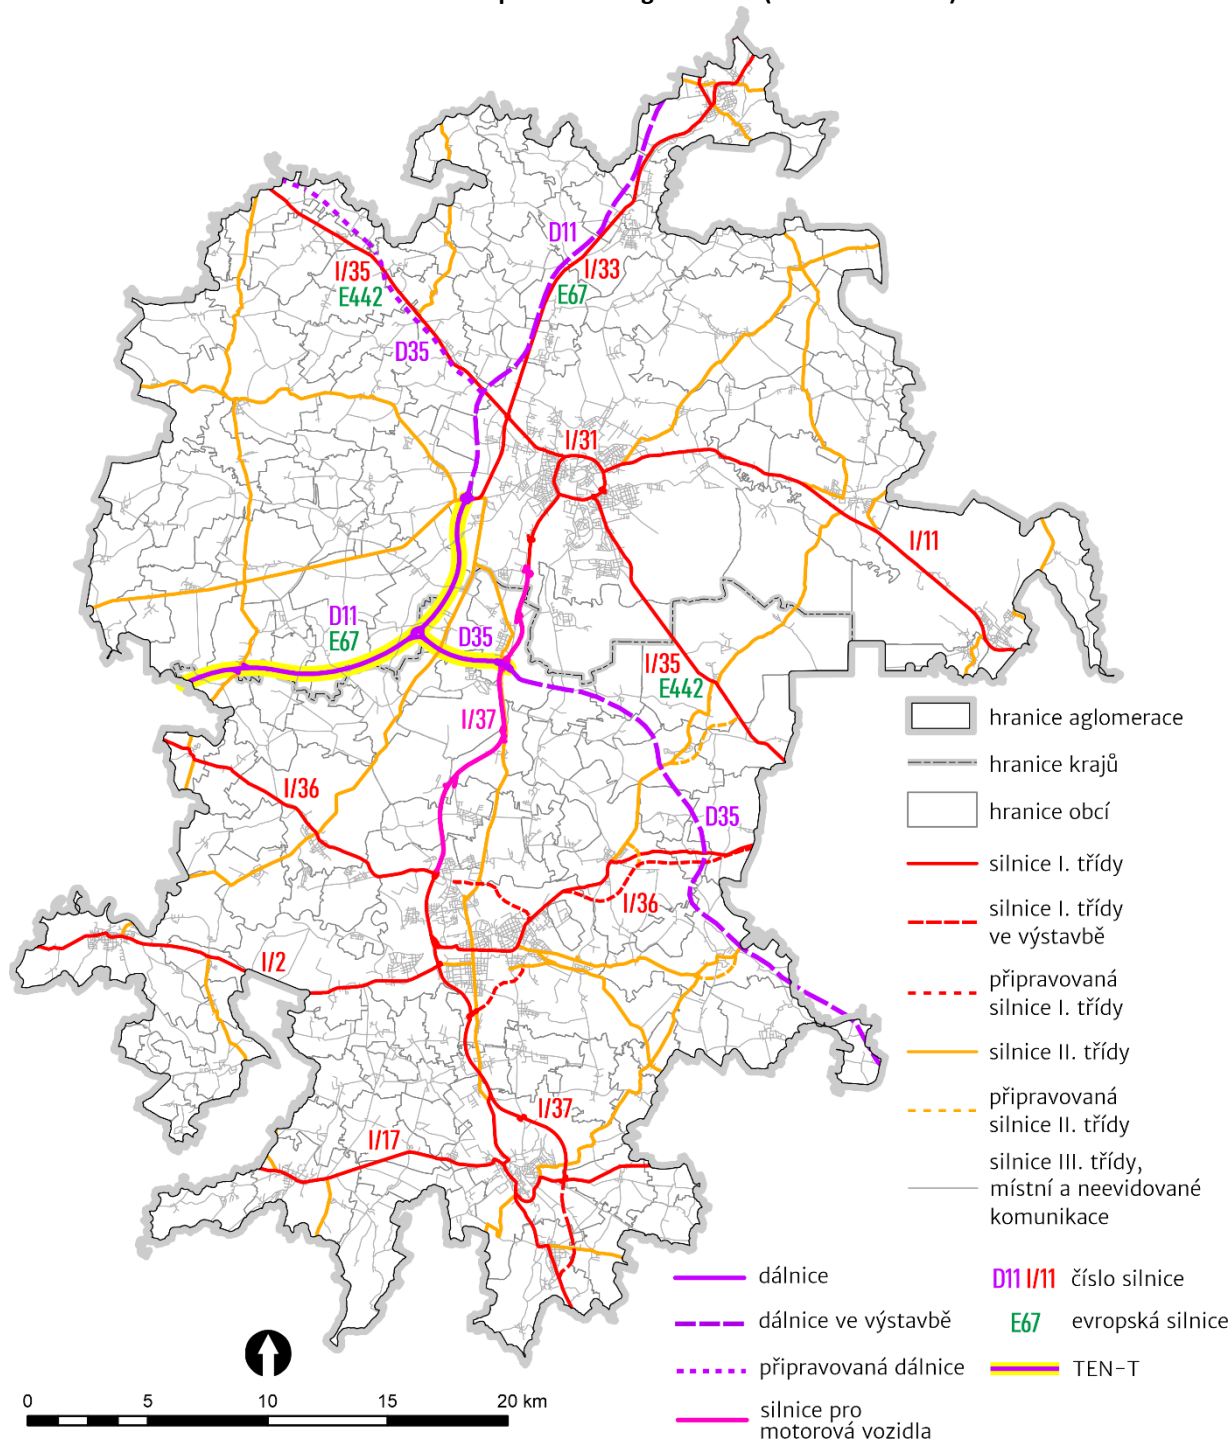 D11
I/33
E67
I/35
E442
D35
I/31
I/11
D11
E67
D35
I/35
E442
I/37
I/36
D35
I/36
I/2
I/37
I/17
hranice aglomerace
hranice krajů
hranice obcí
silnice I. třídy
silnice I. třídy
ve výstavbě
připravovaná
silnice I. třídy
silnice II. třídy
připravovaná
silnice II. třídy
silnice III. třídy,
místní a neevidované
komunikace
dálnice
dálnice ve výstavbě
připravovaná dálnice
silnice pro
motorová vozidla
D11 I/11 číslo silnice
E67 evropská silnice
TEN-T
0 5 10 15 20 km